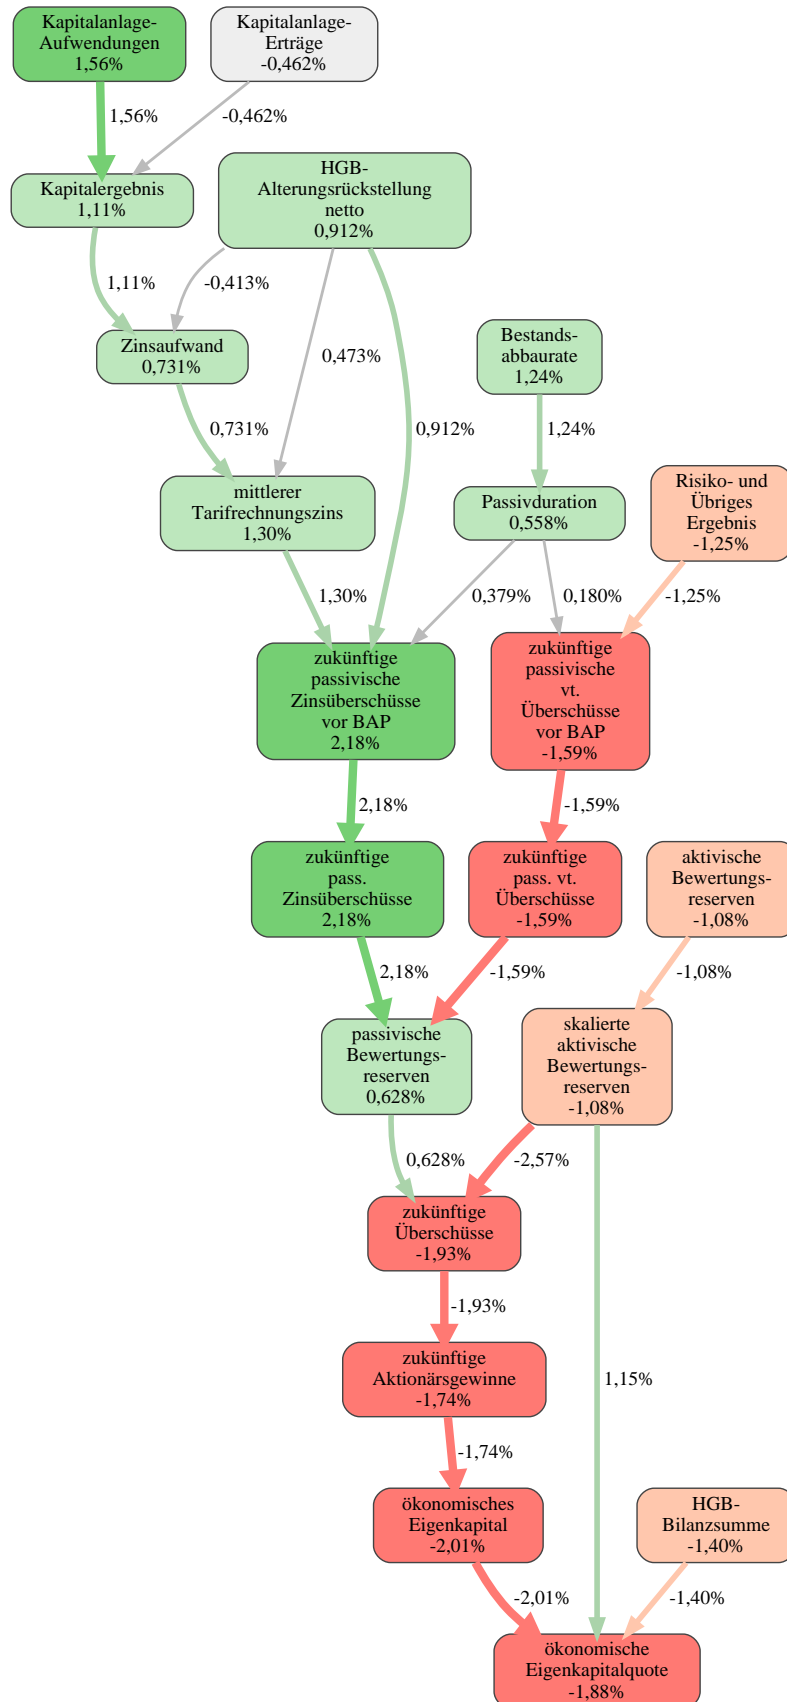 Kapitalanlage-
Aufwendungen
1,56%
Kapitalanlage-
Erträge
-0,462%
1,56%
-0,462%
Kapitalergebnis
1,11%
HGB-
Alterungsrückstellung
netto
0,912%
1,11%
-0,413%
Zinsaufwand
0,731%
0,473%
Bestands-
abbaurate
1,24%
0,731%
0,912%
1,24%
mittlerer
Tarifrechnungszins
1,30%
Passivduration
0,558%
Risiko- und
Übriges
Ergebnis
-1,25%
1,30%
0,379%
0,180%
-1,25%
zukünftige
passivische
Zinsüberschüsse
vor BAP
2,18%
zukünftige
passivische
vt.
Überschüsse
vor BAP
-1,59%
2,18%
-1,59%
zukünftige
pass.
Zinsüberschüsse
2,18%
zukünftige
pass. vt.
Überschüsse
-1,59%
aktivische
Bewertungs-
reserven
-1,08%
2,18%
-1,59%
-1,08%
passivische
Bewertungs-
reserven
0,628%
skalierte
aktivische
Bewertungs-
reserven
-1,08%
0,628%
-2,57%
zukünftige
Überschüsse
-1,93%
-1,93%
zukünftige
Aktionärsgewinne
-1,74%
1,15%
-1,74%
ökonomisches
Eigenkapital
-2,01%
HGB-
Bilanzsumme
-1,40%
-2,01%
-1,40%
ökonomische
Eigenkapitalquote
-1,88%